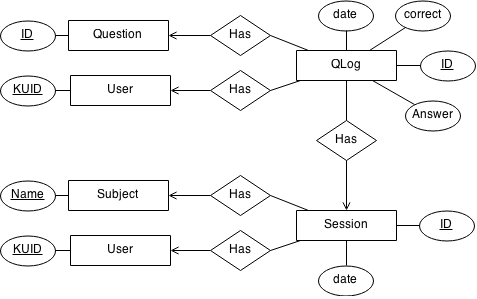 date
correct
ID
Question
Has
QLog
ID
KUID
User
Has
Answer
Has
Name
Subject
Has
Session
ID
KUID
User
Has
date